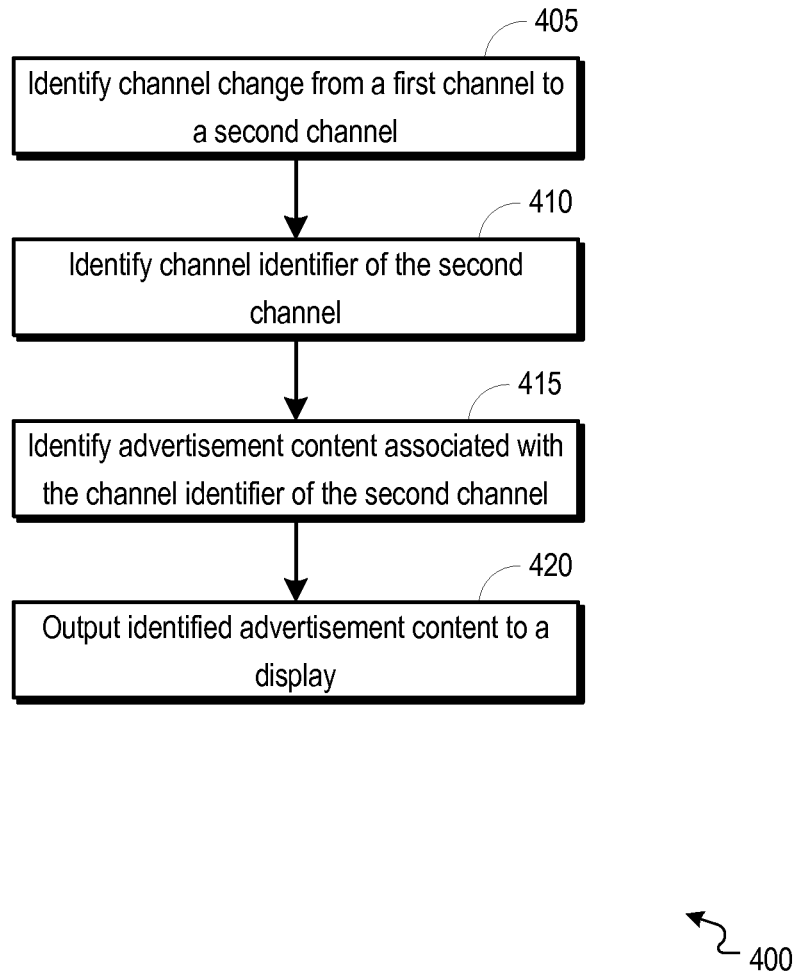 405
Identify channel change from a first channel to
a second channel
410
Identify channel identifier of the second
channel
415
Identify advertisement content associated with
the channel identifier of the second channel
420
Output identified advertisement content to a
display
400